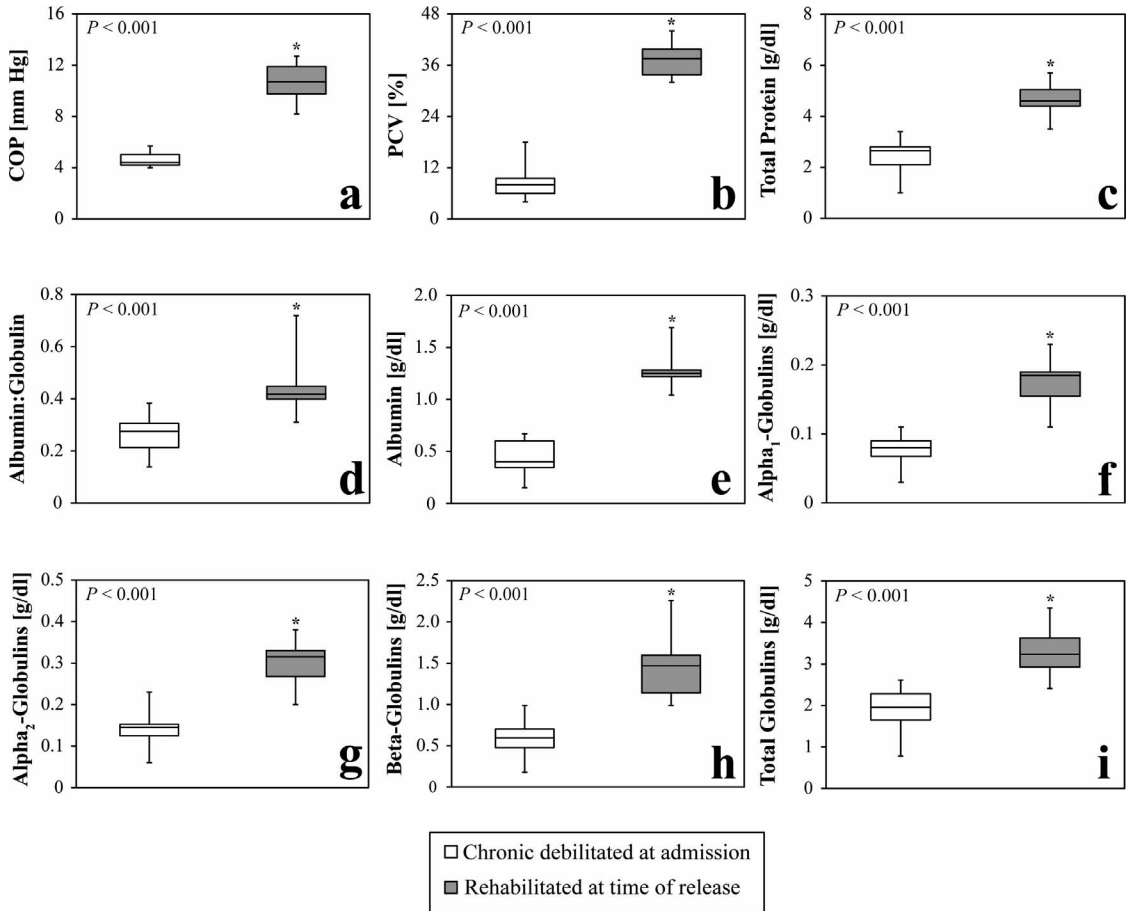 COP [mm Hg]
16
12
8
4
0
P < 0.001
*
a
PCV [%]
48
36
24
12
0
P < 0.001
*
b
Total Protein [g/dl]
8
6
4
2
0
P < 0.001
*
c
Albumin:Globulin
0.8
0.6
0.4
0.2
0
P < 0.001
*
d
Albumin [g/dl]
2.0
1.5
1.0
0.5
0
P < 0.001
*
e
Alpha₁-Globulins [g/dl]
0.3
0.2
0.1
0
P < 0.001
*
f
Alpha₂-Globulins [g/dl]
0.5
0.4
0.3
0.2
0.1
0
P < 0.001
*
g
Beta-Globulins [g/dl]
2.5
2.0
1.5
1.0
0.5
0
P < 0.001
*
h
Total Globulins [g/dl]
5
4
3
2
1
0
P < 0.001
*
i
Chronic debilitated at admission
Rehabilitated at time of release